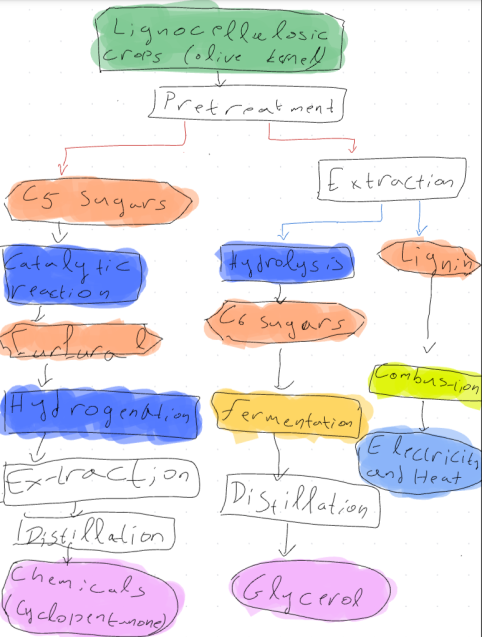 Lignocellulosic
crops (olive kernel)
Pretreatment
C5 sugars
Catalytic
reaction
Furfural
Hydrogenation
Extraction
Distillation
Chemicals
(Cyclopentanone)
Extraction
Hydrolysis
C6 sugars
fermentation
Distillation
Glycerol
Lignin
Combustion
Electricity
and Heat